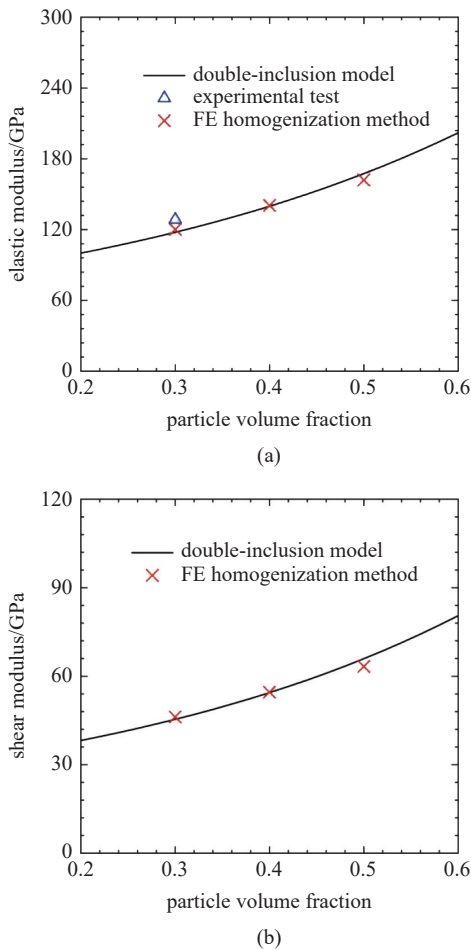 300
240
180
120
60
0
elastic modulus/GPa
double-inclusion model
experimental test
FE homogenization method
0.2 0.3 0.4 0.5 0.6
particle volume fraction
(a)
120
90
60
30
0
shear modulus/GPa
double-inclusion model
FE homogenization method
0.2 0.3 0.4 0.5 0.6
particle volume fraction
(b)